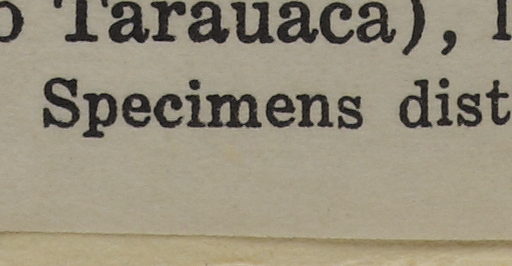 o Tarauaca),
Specimens dist